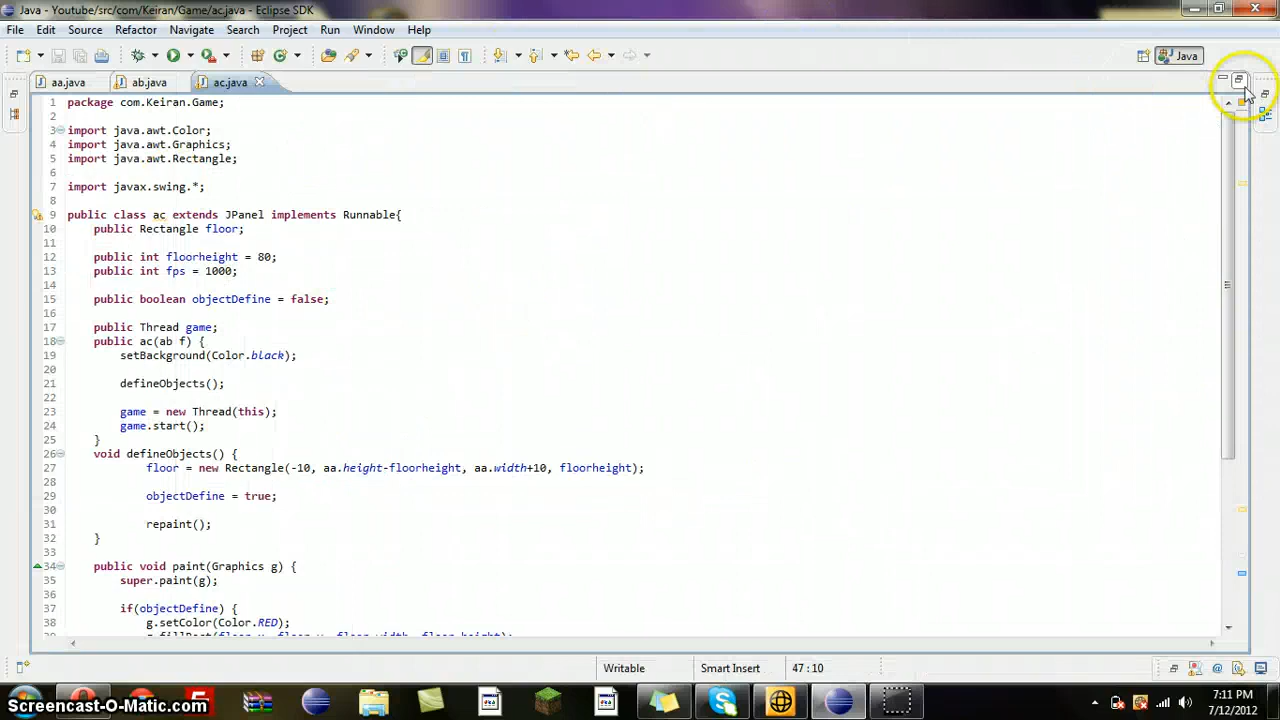 Java - Youtube/src/com/Keiran/Game/ac.java - Eclipse SDK
File Edit Source Refactor Navigate Search Project Run Window Help
Java
aa.java ab.java ac.java
1 package com.Keiran.Game;
2
3 import java.awt.Color;
4 import java.awt.Graphics;
5 import java.awt.Rectangle;
6
7 import javax.swing.*;
8
9 public class ac extends JPanel implements Runnable{
10 public Rectangle floor;
11
12 public int floorheight = 80;
13 public int fps = 1000;
14
15 public boolean objectDefine = false;
16
17 public Thread game;
18 public ac(ab f) {
19 setBackground(Color.black);
20
21 defineObjects();
22
23 game = new Thread(this);
24 game.start();
25 }
26 void defineObjects() {
27 floor = new Rectangle(-10, aa.height-floorheight, aa.width+10, floorheight);
28
29 objectDefine = true;
30
31 repaint();
32 }
33
34 public void paint(Graphics g) {
35 super.paint(g);
36
37 if(objectDefine) {
38 g.setColor(Color.RED);
Writable Smart Insert 47 : 10
Screencast-O-Matic.com
5
7:11 PM
7/12/2012